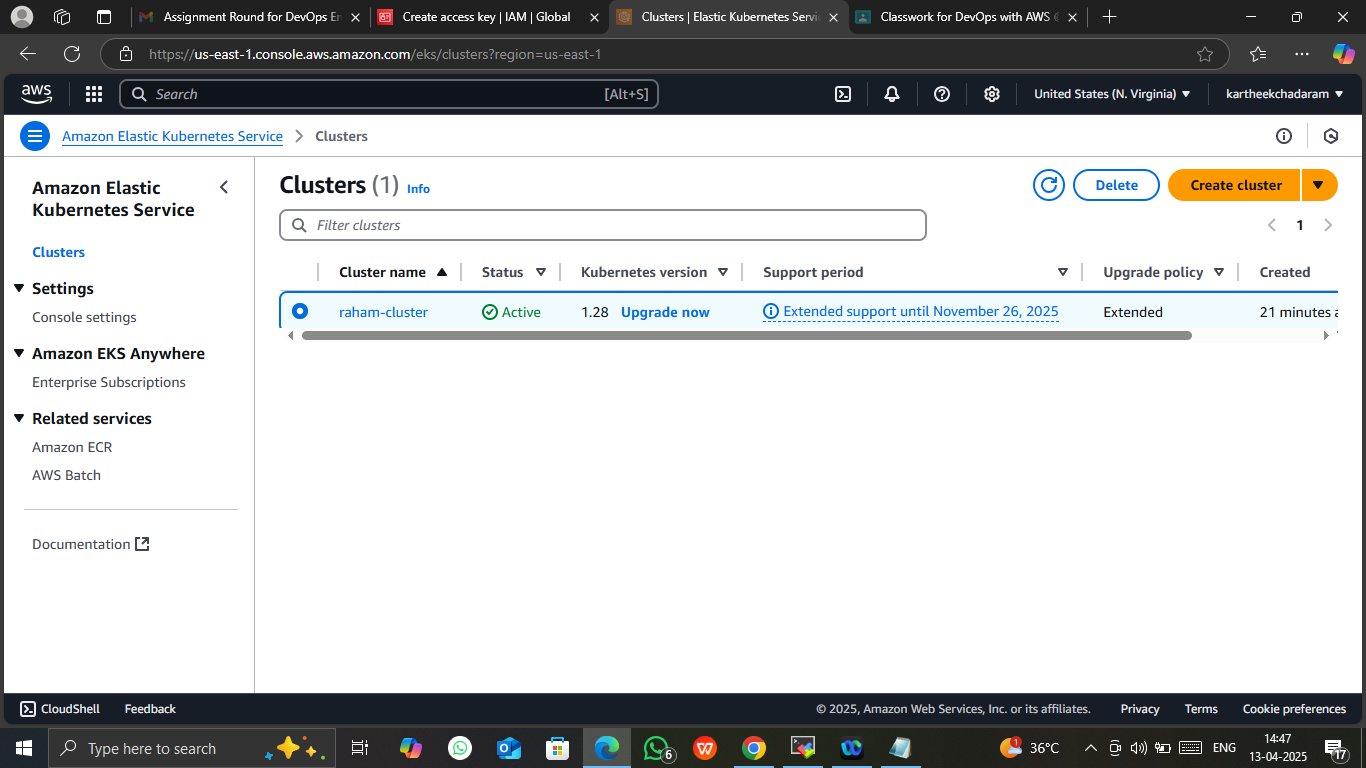 Assignment Round for DevOps En
Create access key | IAM | Global
Clusters | Elastic Kubernetes Servic
Classwork for DevOps with AWS @
https://us-east-1.console.aws.amazon.com/eks/clusters?region=us-east-1
aws
Search
[Alt+S]
United States (N. Virginia)
kartheekchadaram
Amazon Elastic Kubernetes Service
Clusters
Amazon Elastic
Kubernetes Service
Clusters
Settings
Console settings
Amazon EKS Anywhere
Enterprise Subscriptions
Related services
Amazon ECR
AWS Batch
Documentation
Clusters (1) Info
Delete
Create cluster
Filter clusters
1
Cluster name Status Kubernetes version Support period Upgrade policy Created
raham-cluster Active 1.28 Upgrade now Extended support until November 26, 2025 Extended 21 minutes a
CloudShell Feedback
© 2025, Amazon Web Services, Inc. or its affiliates. Privacy Terms Cookie preferences
Type here to search
6
1
36°C
ENG
14:47
13-04-2025
17